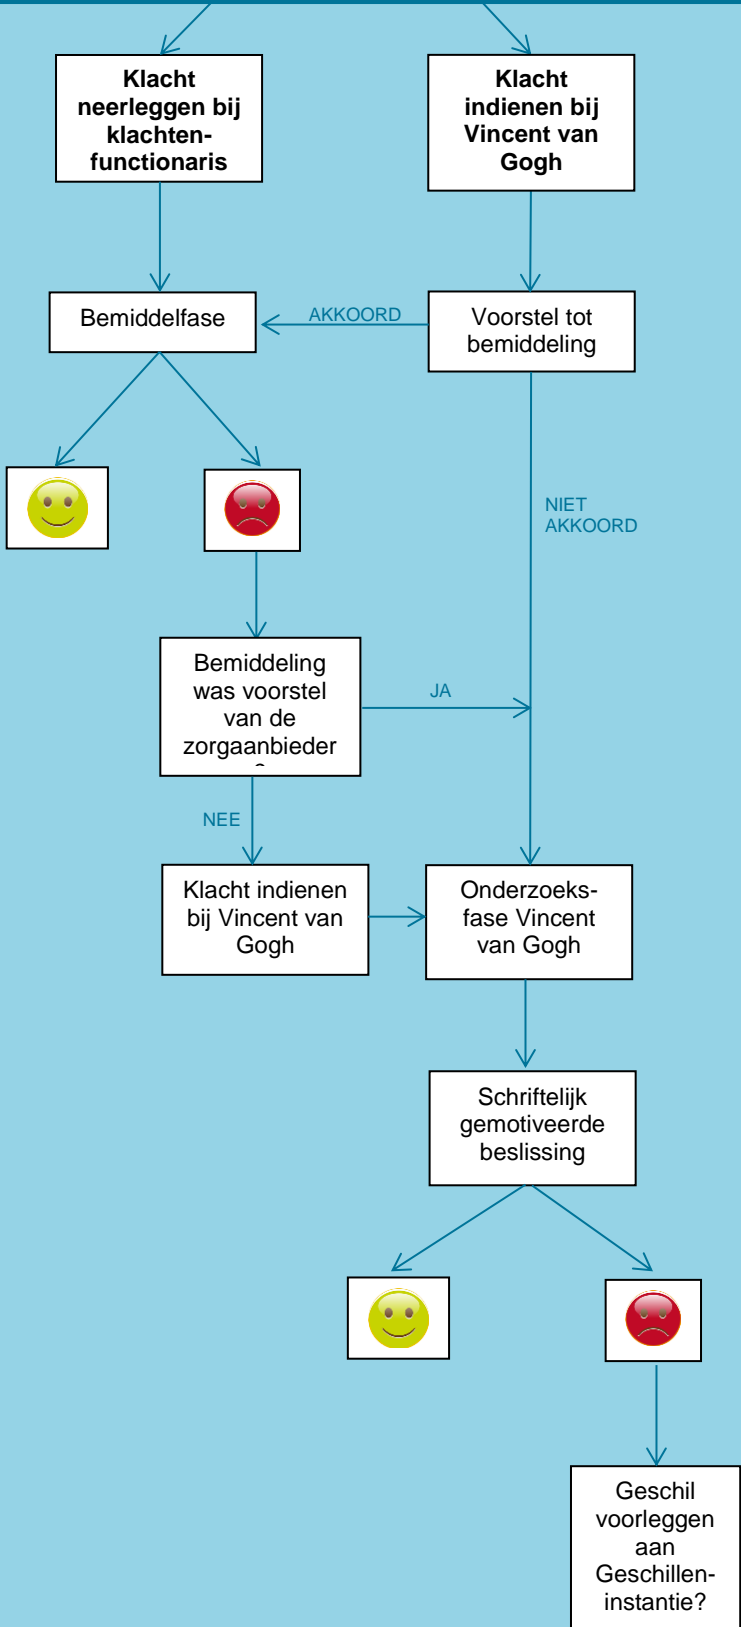 Klacht
neerleggen bij
klachten-
functionaris
Klacht
indienen bij
Vincent van
Gogh
Bemiddelfase
AKKOORD
Voorstel tot
bemiddeling
NIET
AKKOORD
Bemiddeling
was voorstel
van de
zorgaanbieder
JA
NEE
Klacht indienen
bij Vincent van
Gogh
Onderzoeks-
fase Vincent
van Gogh
Schriftelijk
gemotiveerde
beslissing
Geschil
voorleggen
aan
Geschillen-
instantie?